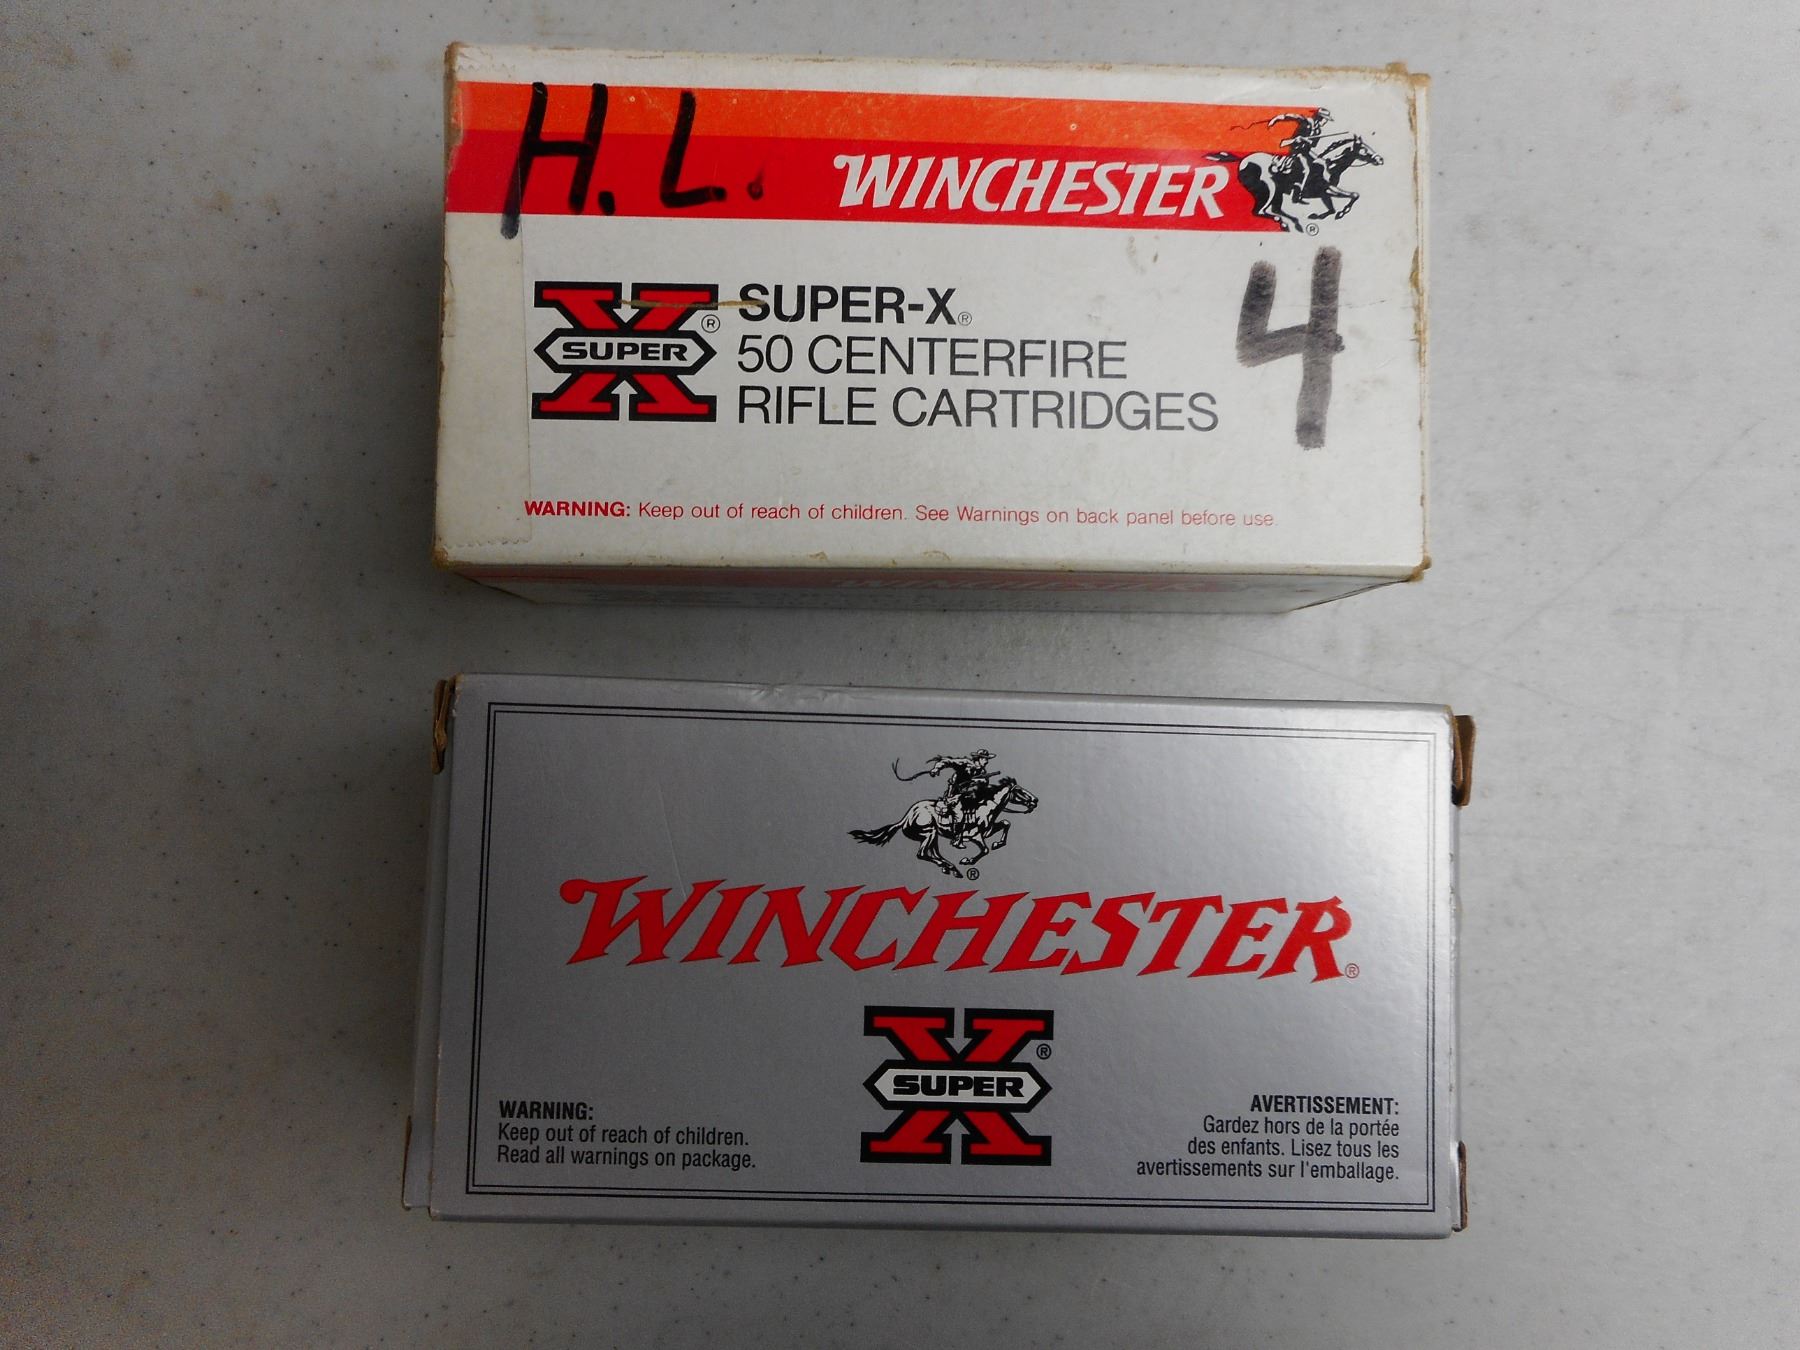 H. L.
WINCHESTER
®
SUPER-X®
50 CENTERFIRE
RIFLE CARTRIDGES
X SUPER ®
4
WARNING: Keep out of reach of children. See Warnings on back panel before use.
WINCHESTER
®
WINCHESTER®
X SUPER ®
WARNING:
Keep out of reach of children.
Read all warnings on package.
AVERTISSEMENT:
Gardez hors de la portée
des enfants. Lisez tous les
avertissements sur l'emballage.